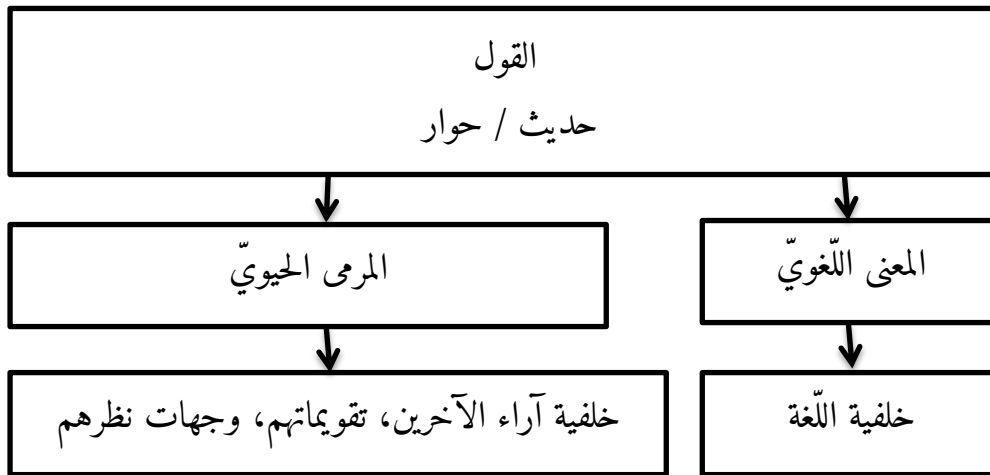 القول
حديث / حوار
المعنى اللّغويّ
المرمى الحيويّ
خلفية اللّغة
خلفية آراء الآخرين، تقويماتهم، وجهات نظرهم